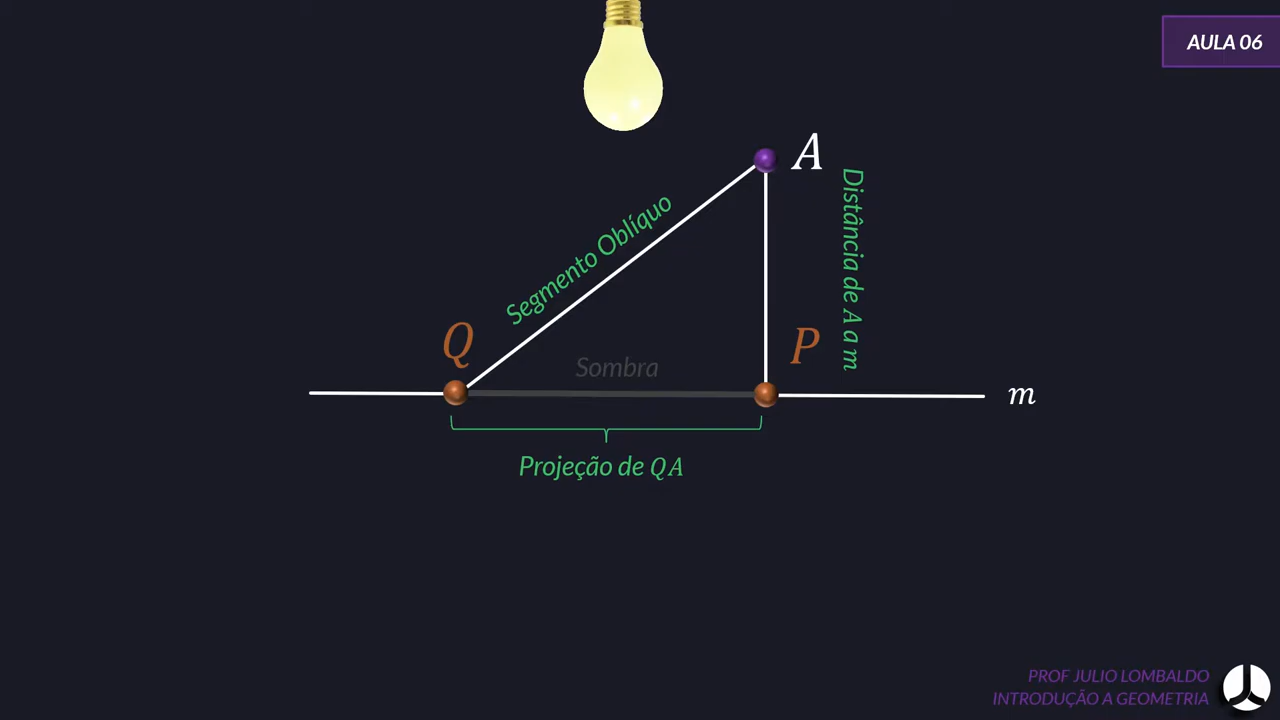 AULA 06
A
Distância de A a m
Segmento Oblíquo
Q
P
Sombra
m
Projeção de QA
PROF JULIO LOMBALDO
INTRODUÇÃO A GEOMETRIA